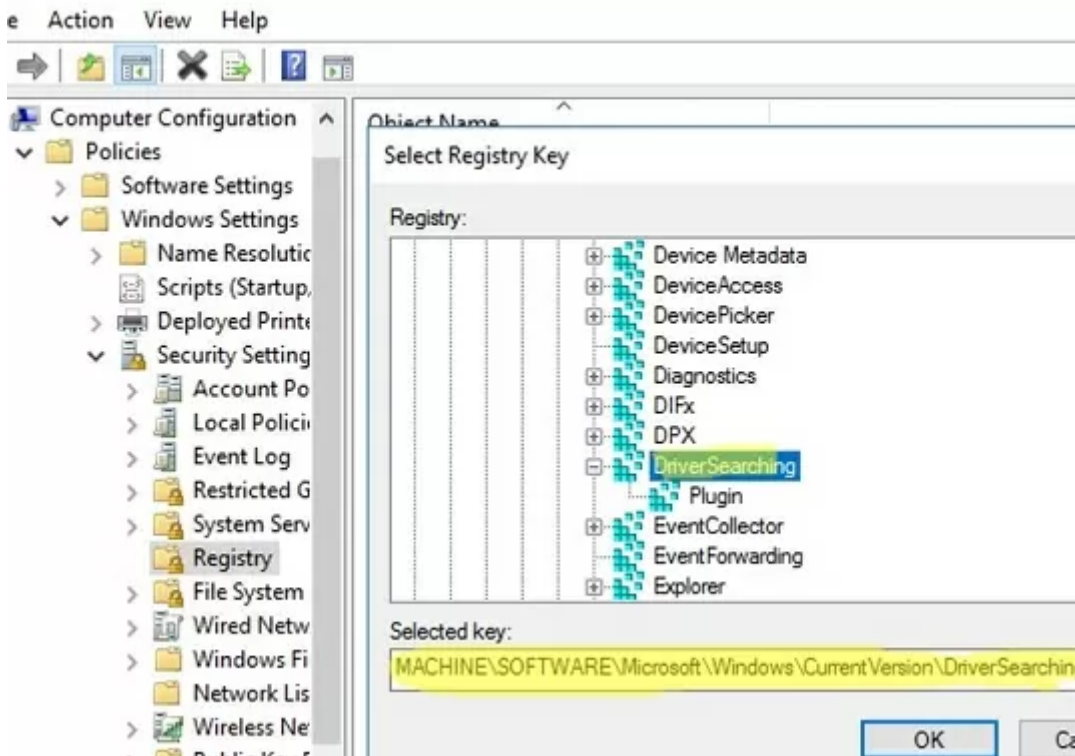 e Action View Help
Computer Configuration
Policies
Software Settings
Windows Settings
Name Resolutic
Scripts (Startup,
Deployed Printe
Security Setting
Account Po
Local Polici
Event Log
Restricted G
System Serv
Registry
File System
Wired Netw
Windows Fi
Network Lis
Wireless Ne
Object Name
Select Registry Key
Registry:
Device Metadata
DeviceAccess
DevicePicker
DeviceSetup
Diagnostics
DIFx
DPX
DriverSearching
Plugin
EventCollector
EventForwarding
Explorer
Selected key:
MACHINE\SOFTWARE\Microsoft\Windows\CurrentVersion\DriverSearching
OK Ca